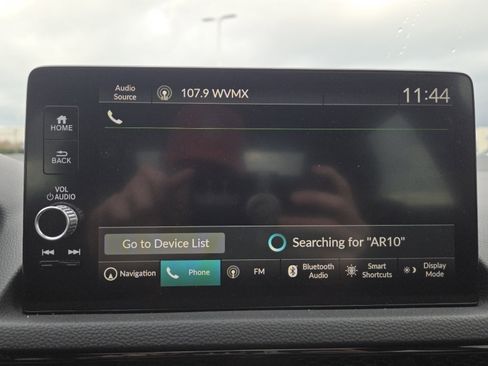 Audio
Source
107.9 WVMX
11:44
HOME
BACK
VOL
AUDIO
Go to Device List
Searching for "AR10"
Navigation
Phone
FM
Bluetooth
Audio
Smart
Shortcuts
Display
Mode